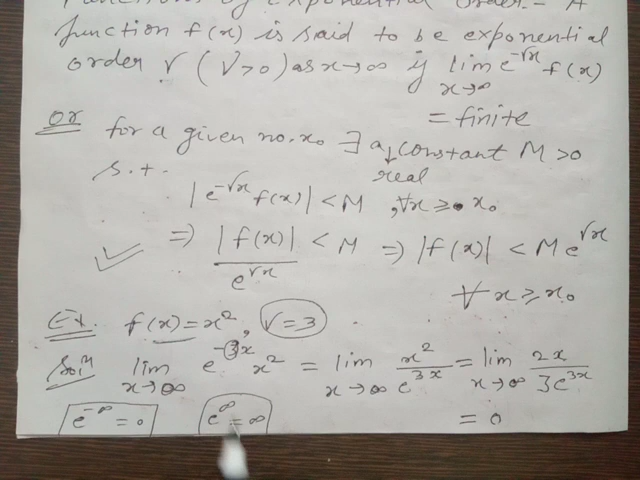 Functions of Exponential Order:- A
function f(x) is said to be exponential
order r (r>0) as x→∞ if lim e^-rx f(x)
x→∞
= finite
Or for a given no. x₀ ∃ a constant M>0
real
s.t.
|e^-rx f(x)| < M ,∀x ≥ x₀
⇒ |f(x)|/e^rx < M ⇒ |f(x)| < M e^rx
∀ x ≥ x₀
Ex. f(x)=x², r=3
Solⁿ lim x→∞ e^-3x x² = lim x→∞ x²/e^3x = lim x→∞ 2x/3e^3x
e^-∞ = 0 e^∞ = ∞ = 0